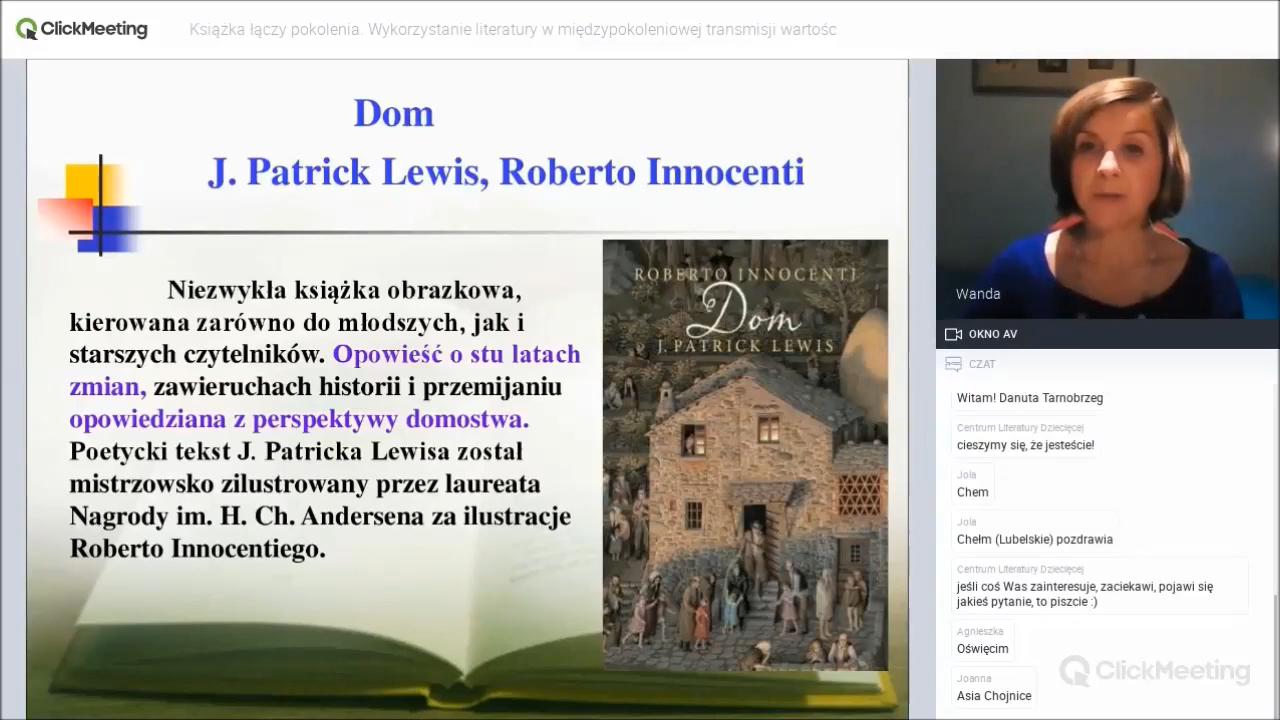 ClickMeeting
Książka łączy pokolenia. Wykorzystanie literatury w międzypokoleniowej transmisji wartośc
Dom
J. Patrick Lewis, Roberto Innocenti
Niezwykła książka obrazkowa,
kierowana zarówno do młodszych, jak i
starszych czytelników. Opowieść o stu latach
zmian, zawieruchach historii i przemijaniu
opowiedziana z perspektywy domostwa.
Poetycki tekst J. Patricka Lewisa został
mistrzowsko zilustrowany przez laureata
Nagrody im. H. Ch. Andersena za ilustracje
Roberto Innocentiego.
ROBERTO INNOCENTI
Dom
J. PATRICK LEWIS
Wanda
OKNO AV
CZAT
Witam! Danuta Tarnobrzeg
Centrum Literatury Dziecięcej
cieszymy się, że jesteście!
Jola
Chem
Jola
Chełm (Lubelskie) pozdrawia
Centrum Literatury Dziecięcej
jeśli coś Was zainteresuje, zaciekawi, pojawi się
jakieś pytanie, to piszcie :)
Agnieszka
Oświęcim
Joanna
Asia Chojnice
ClickMeeting